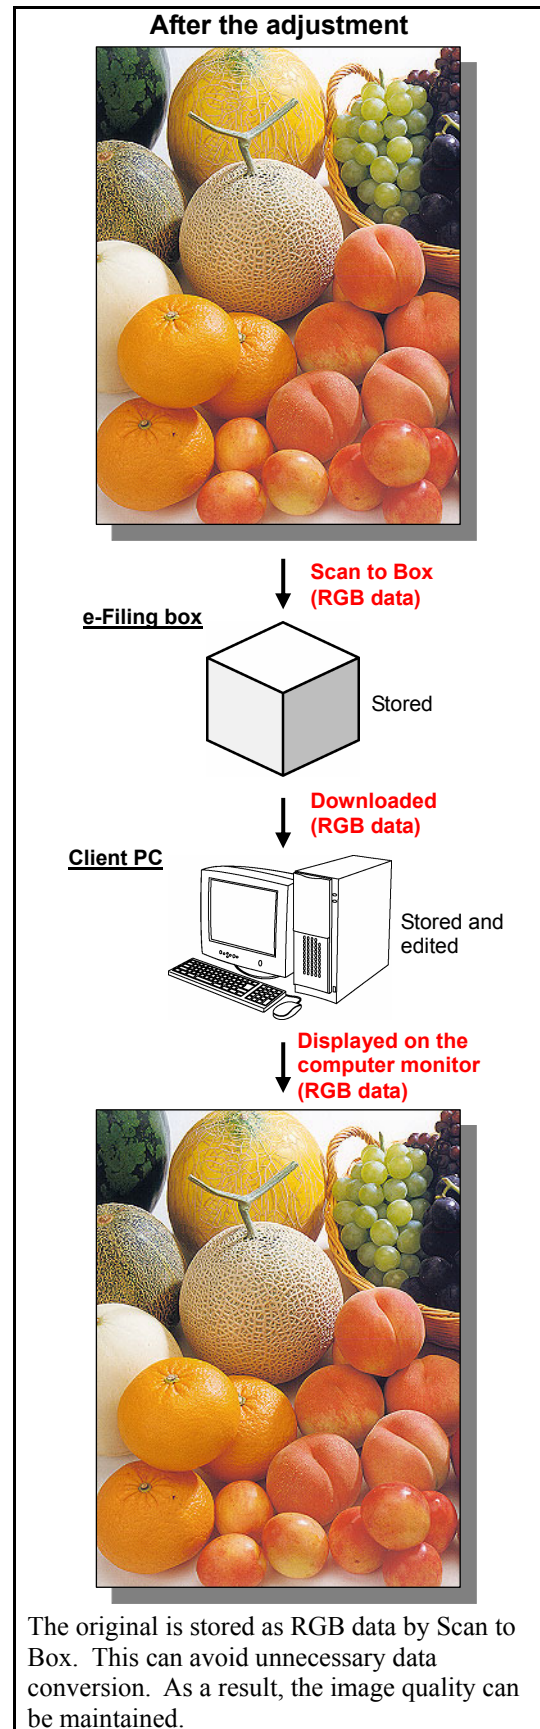 After the adjustment
Scan to Box
(RGB data)
e-Filing box
Stored
Downloaded
(RGB data)
Client PC
Stored and
edited
Displayed on the
computer monitor
(RGB data)
The original is stored as RGB data by Scan to
Box.  This can avoid unnecessary data
conversion.  As a result, the image quality can
be maintained.